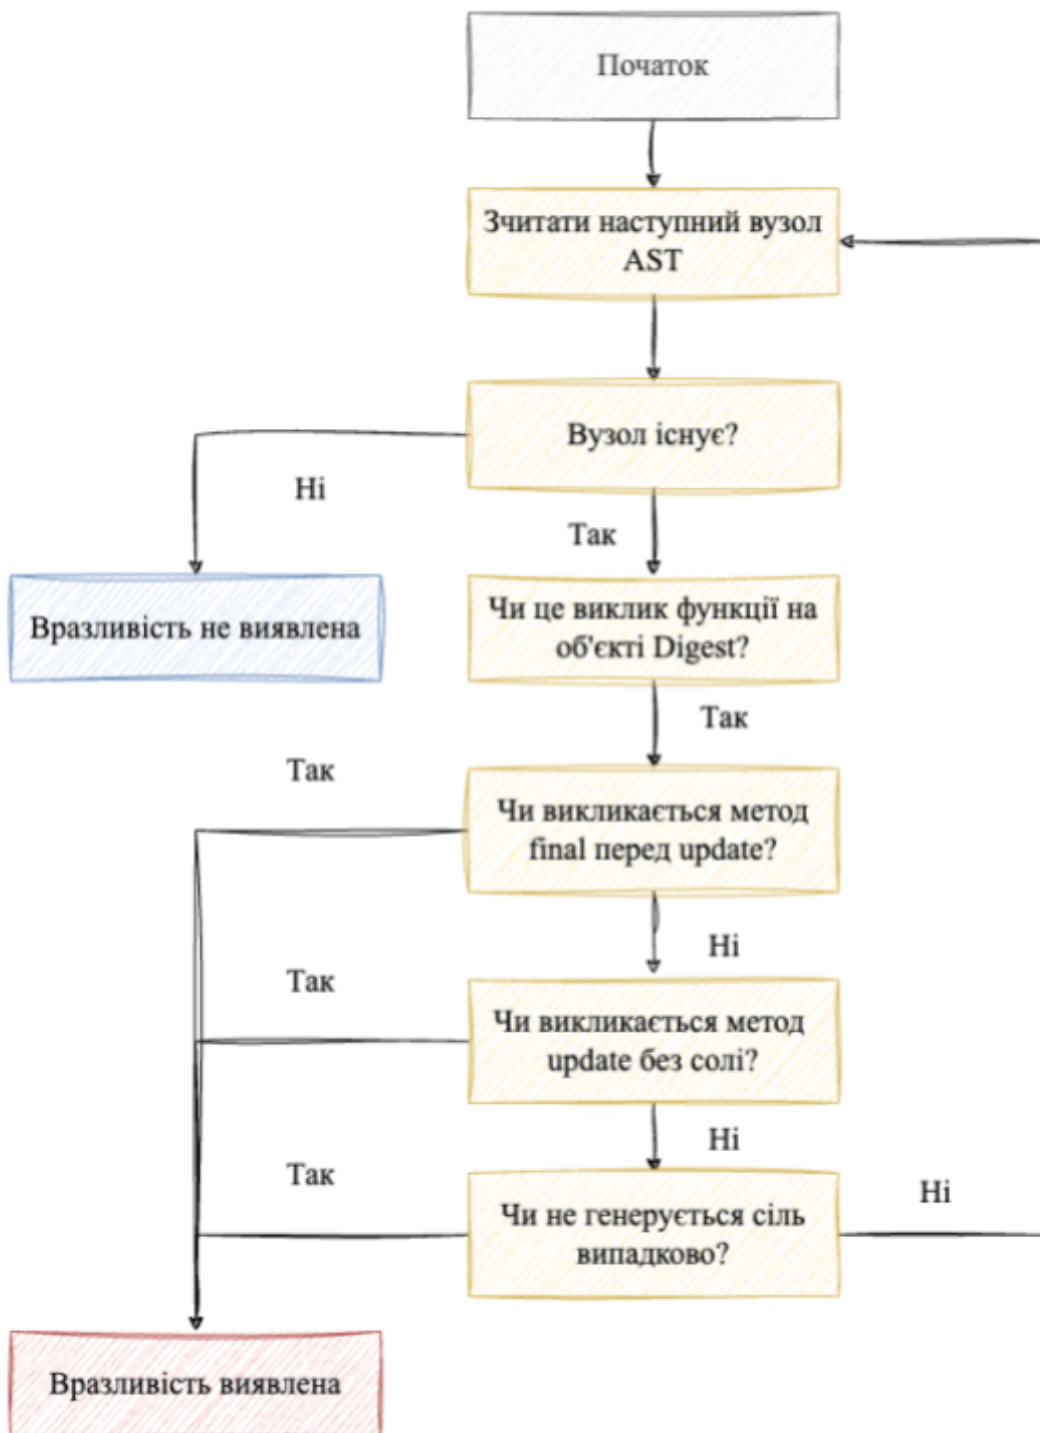 Початок
Зчитати наступний вузол
AST
Вузол існує?
Ні
Так
Вразливість не виявлена
Чи це виклик функції на
об'єкті Digest?
Так
Так
Чи викликається метод
final перед update?
Ні
Так
Чи викликається метод
update без солі?
Ні
Так
Чи не генерується сіль
випадково?
Ні
Вразливість виявлена